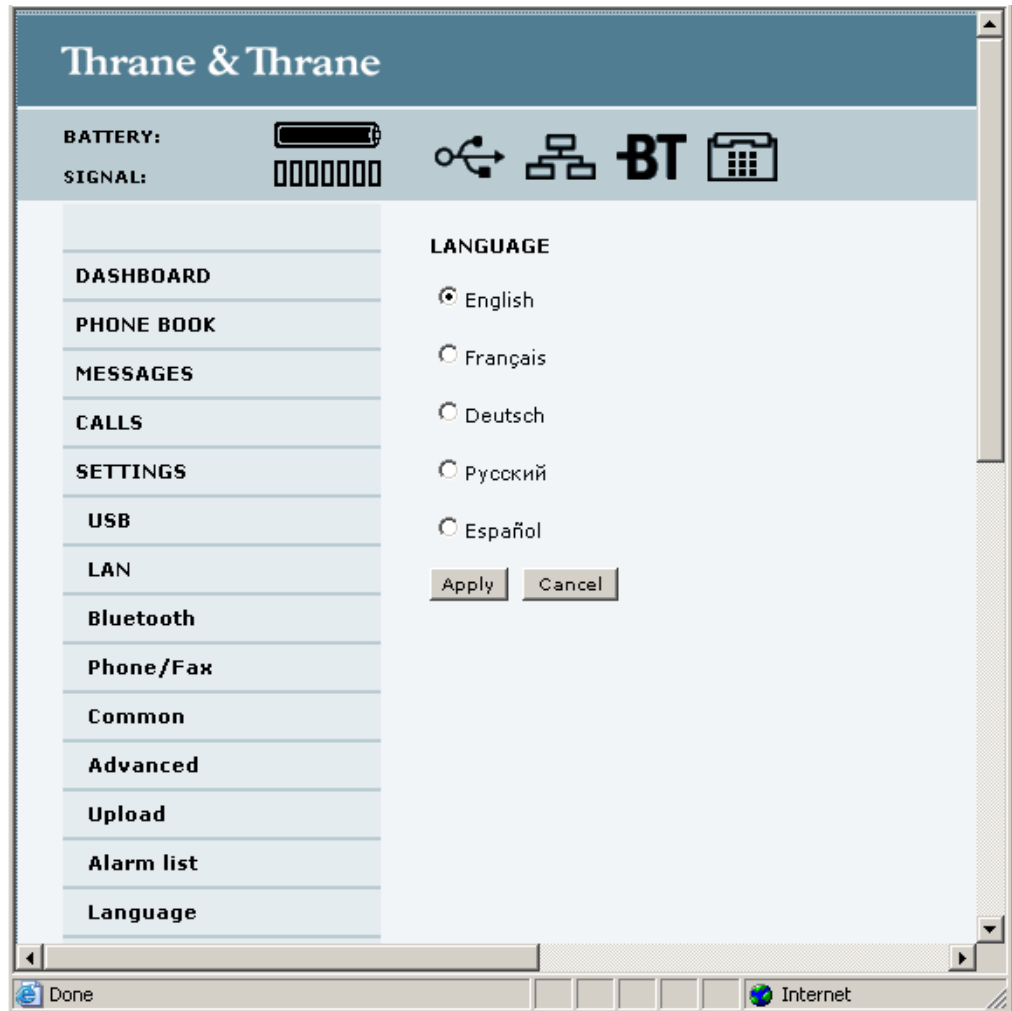 Thrane & Thrane
BATTERY:
SIGNAL:
BT
DASHBOARD
PHONE BOOK
MESSAGES
CALLS
SETTINGS
USB
LAN
Bluetooth
Phone/Fax
Common
Advanced
Upload
Alarm list
Language
LANGUAGE
English
Français
Deutsch
Русский
Español
Apply Cancel
Done Internet